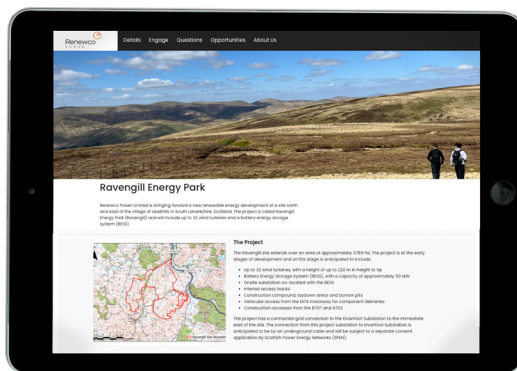 Renewco
POWER
Details Engage Questions Opportunities About Us
Ravengill Energy Park
Renewco Power Limited is bringing forward a new renewable energy development at a site north
and east of the village of Leadhills in South Lanarkshire, Scotland. The project is called Ravengill
Energy Park (Ravengill) and will include up to 32 wind turbines and a battery energy storage
system (BESS).
The Project
The Ravengill site extends over an area of approximately 3789 ha. The project is at the early
stages of development and at this stage is anticipated to include:
• Up to 32 wind turbines, with a height of up to 220 m in height to tip
• Battery Energy Storage System (BESS), with a capacity of approximately 50 MW
• Onsite substation co-located with the BESS
• Internal access tracks
• Construction compound, laydown areas and borrow pits
• Vehicular access from the M74 motorway for component deliveries
• Construction accesses from the B797 and A702
The project has a contracted grid connection to the Elvanfoot Substation to the immediate
east of the site. The connection from this project substation to Elvanfoot Substation is
anticipated to be by an underground cable and will be subject to a separate consent
application by Scottish Power Energy Networks (SPEN).
Ravengill Site Boundary